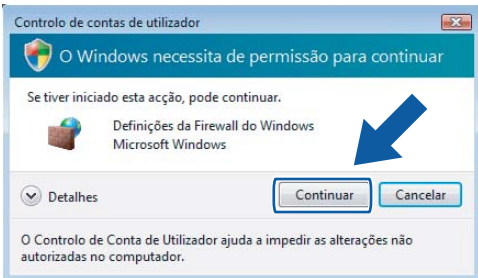 Controlo de contas de utilizador
O Windows necessita de permissão para continuar
Se tiver iniciado esta acção, pode continuar.
Definições da Firewall do Windows
Microsoft Windows
Detalhes
Continuar
Cancelar
O Controlo de Conta de Utilizador ajuda a impedir as alterações não
autorizadas no computador.